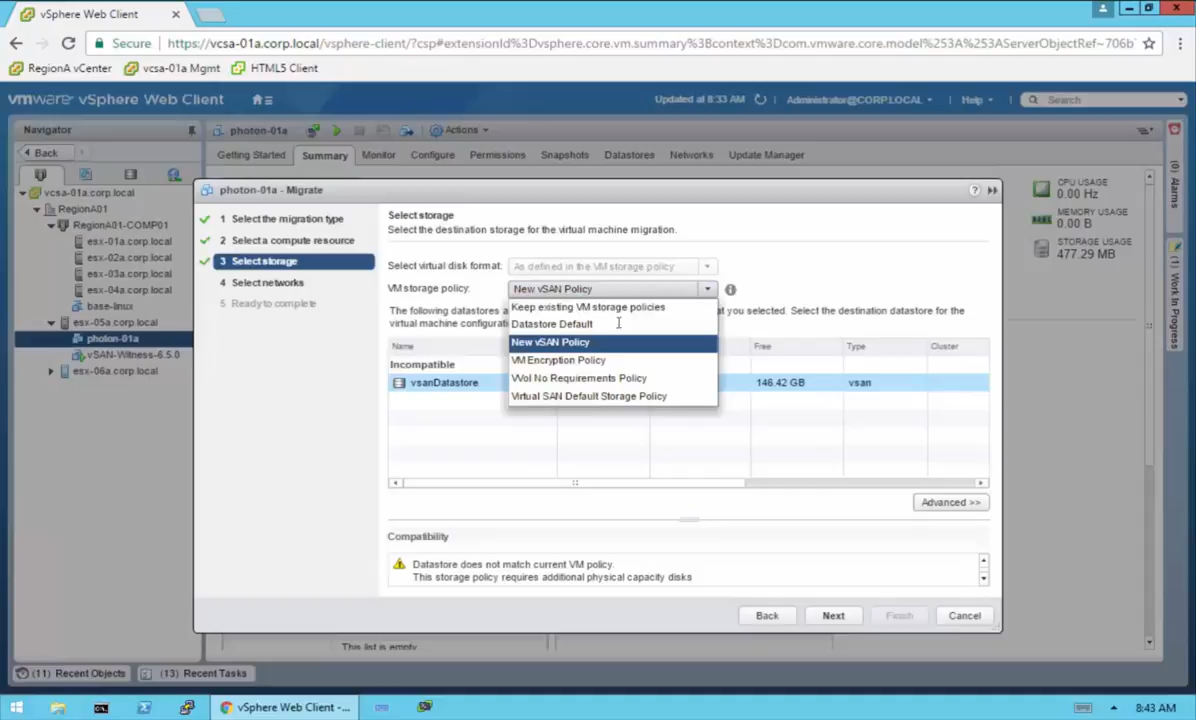 vSphere Web Client
Secure https://vcsa-01a.corp.local/vsphere-client/?csp#extensionId%3Dvsphere.core.vm.summary%3Bcontext%3Dcom.vmware.core.model%253A%253AServerObjectRef~706b
RegionA vCenter vcsa-01a Mgmt HTML5 Client
vmware vSphere Web Client Updated at 8:33 AM Administrator@CORP.LOCAL Help Search
Navigator photon-01a Actions
Back Getting Started Summary Monitor Configure Permissions Snapshots Datastores Networks Update Manager
vcsa-01a.corp.local
RegionA01
RegionA01-COMP01
esx-01a.corp.local
esx-02a.corp.local
esx-03a.corp.local
esx-04a.corp.local
base-linux
esx-05a.corp.local
photon-01a
vSAN-Witness-6.5.0
esx-06a.corp.local
photon-01a - Migrate
1 Select the migration type
2 Select a compute resource
3 Select storage
4 Select networks
5 Ready to complete
Select storage
Select the destination storage for the virtual machine migration.
Select virtual disk format: As defined in the VM storage policy
VM storage policy: New vSAN Policy
Keep existing VM storage policies
Datastore Default
New vSAN Policy
VM Encryption Policy
VVol No Requirements Policy
Virtual SAN Default Storage Policy
The following datastores a
t you selected. Select the destination datastore for the
virtual machine configurati
Name Free Type Cluster
Incompatible
vsanDatastore 146.42 GB vsan
Advanced >>
Compatibility
Datastore does not match current VM policy.
This storage policy requires additional physical capacity disks
Back Next Finish Cancel
CPU USAGE
0.00 Hz
MEMORY USAGE
0.00 B
STORAGE USAGE
477.29 MB
(0) Alarms
(1) Work In Progress
This list is empty
(11) Recent Objects (13) Recent Tasks
vSphere Web Client -... 8:43 AM